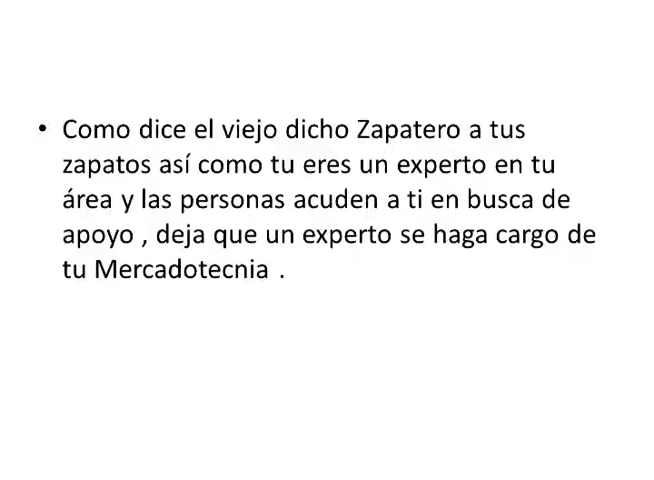 • Como dice el viejo dicho Zapatero a tus
zapatos así como tu eres un experto en tu
área y las personas acuden a ti en busca de
apoyo , deja que un experto se haga cargo de
tu Mercadotecnia .